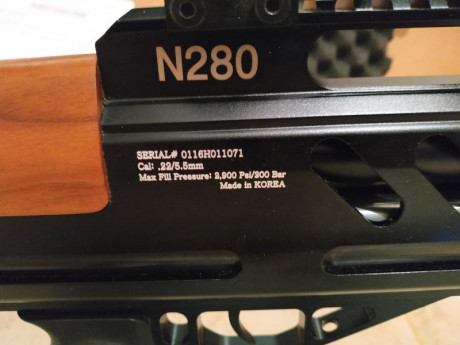 N280
SERIAL# 0116H011071
Cal: .22/5.5mm
Max Fill Pressure: 2,900 Psi/200 Bar
Made in KOREA